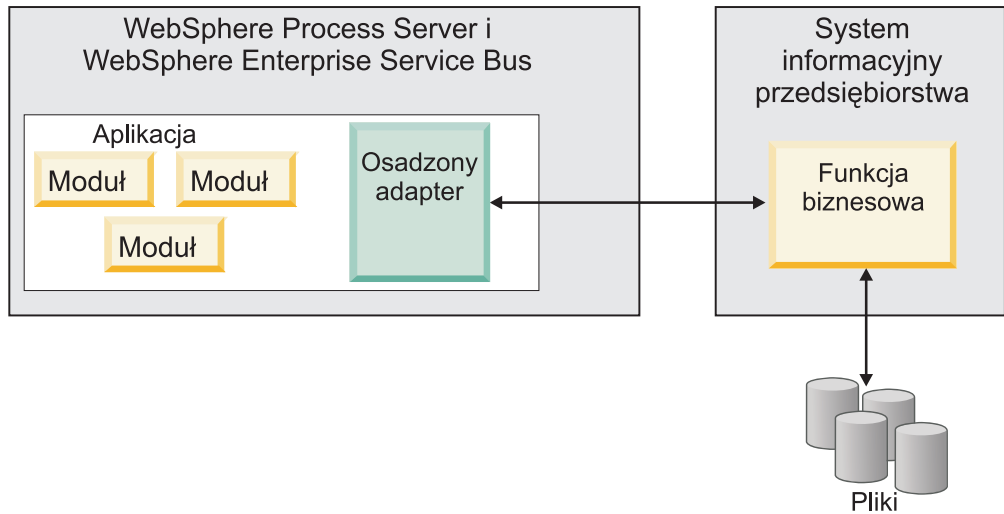 WebSphere Process Server i
WebSphere Enterprise Service Bus
Aplikacja
Moduł
Moduł
Moduł
Osadzony
adapter
System
informacyjny
przedsiębiorstwa
Funkcja
biznesowa
Pliki